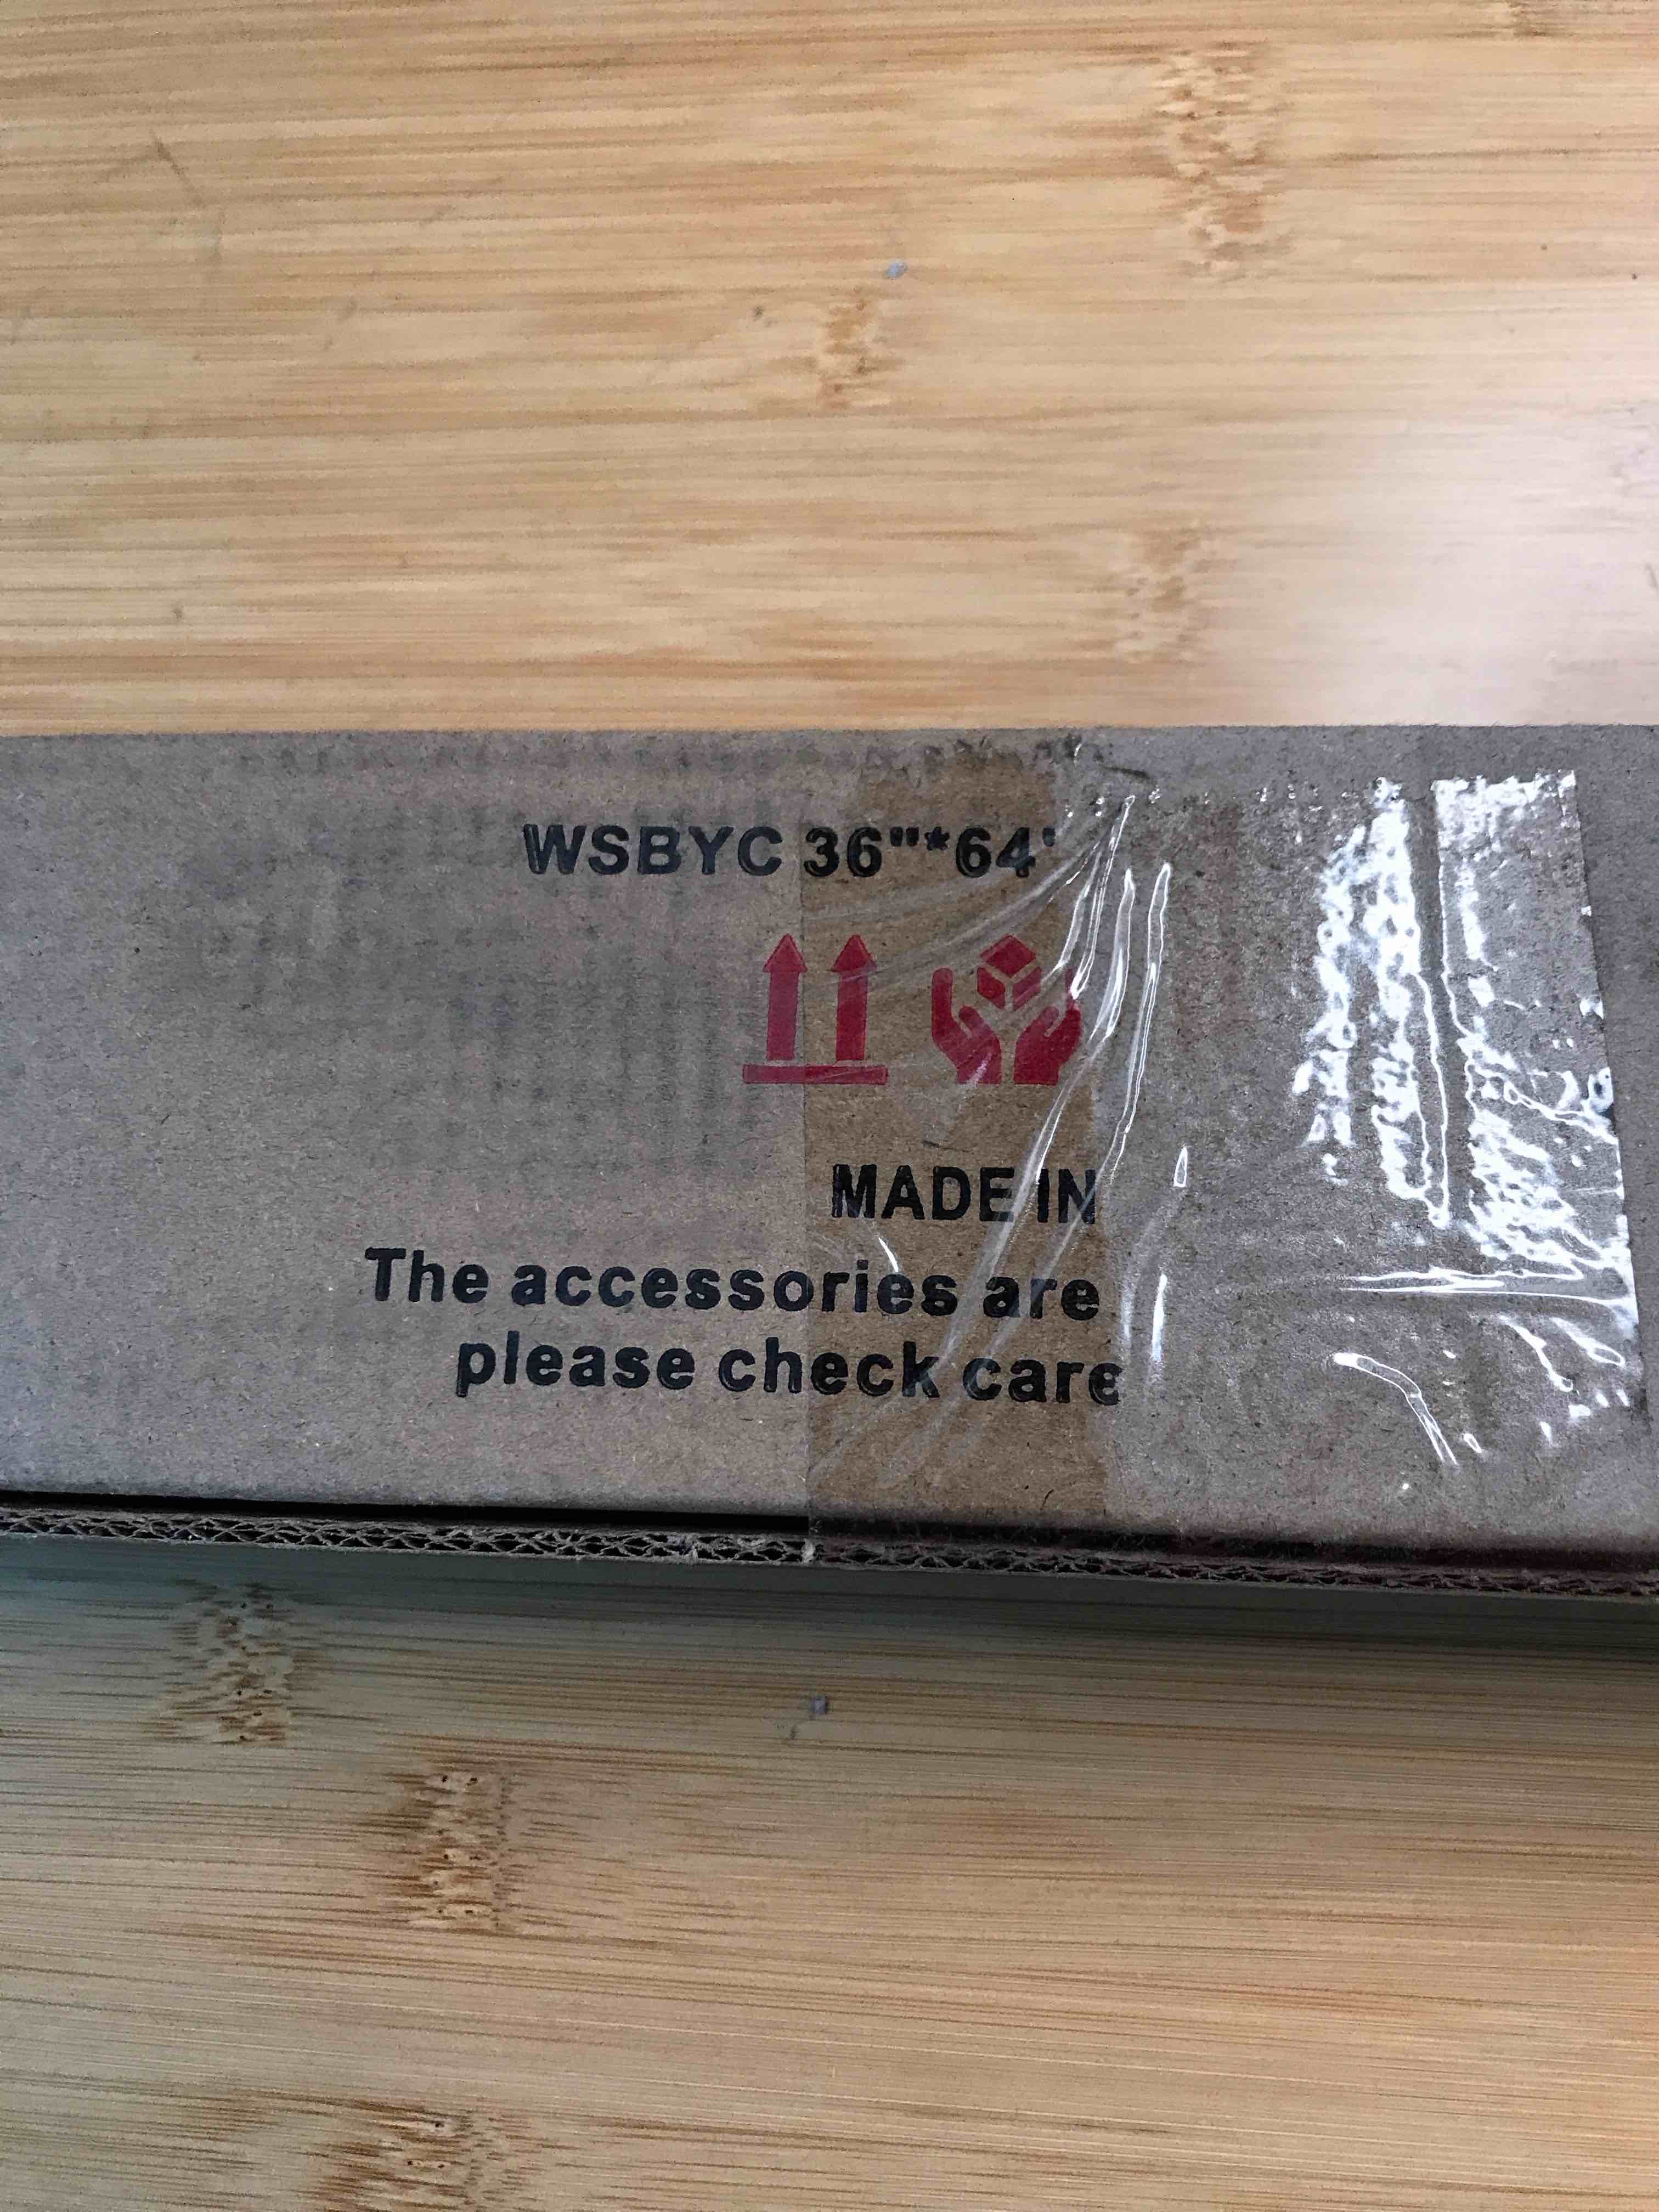 WSBYC 36"*64'
MADE IN
The accessories are
please check care